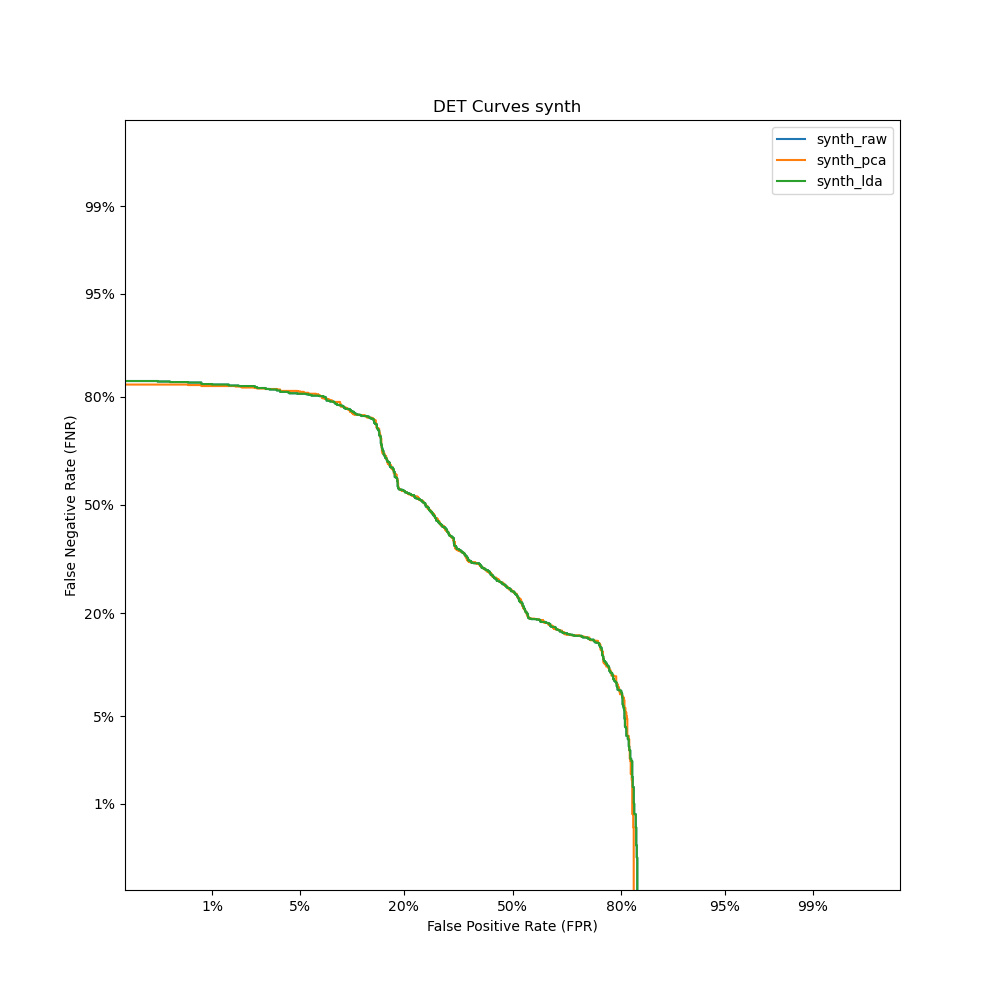 DET Curves synth
synth_raw
synth_pca
synth_lda
99%
95%
80%
50%
20%
5%
1%
False Negative Rate (FNR)
1% 5% 20% 50% 80% 95% 99%
False Positive Rate (FPR)